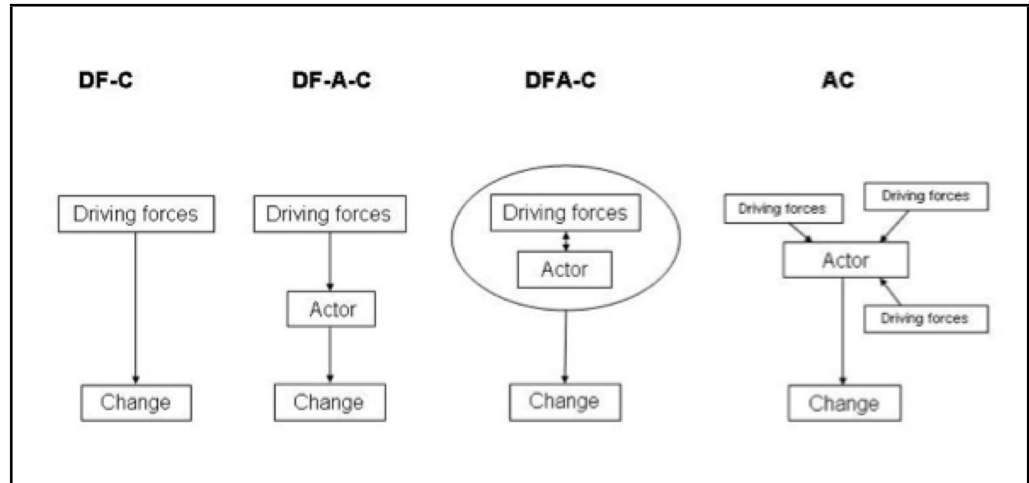 DF-C
DF-A-C
DFA-C
AC
Driving forces
Change
Driving forces
Actor
Change
Driving forces
Actor
Change
Driving forces
Driving forces
Actor
Driving forces
Change